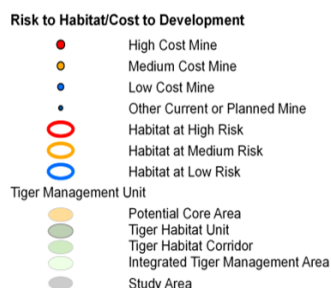 Risk to Habitat/Cost to Development
High Cost Mine
Medium Cost Mine
Low Cost Mine
Other Current or Planned Mine
Habitat at High Risk
Habitat at Medium Risk
Habitat at Low Risk
Tiger Management Unit
Potential Core Area
Tiger Habitat Unit
Tiger Habitat Corridor
Integrated Tiger Management Area
Study Area